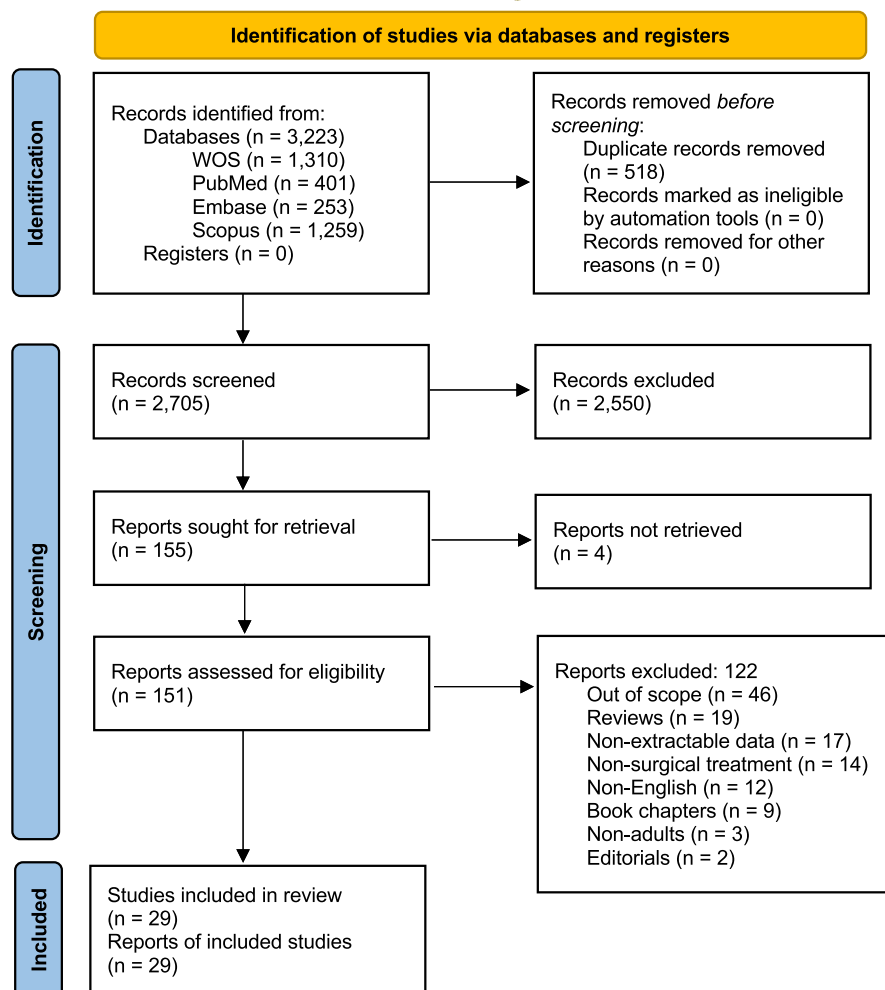 Identification of studies via databases and registers
Identification
Records identified from:
Databases (n = 3,223)
WOS (n = 1,310)
PubMed (n = 401)
Embase (n = 253)
Scopus (n = 1,259)
Registers (n = 0)
Records removed before
screening:
Duplicate records removed
(n = 518)
Records marked as ineligible
by automation tools (n = 0)
Records removed for other
reasons (n = 0)
Screening
Records screened
(n = 2,705)
Records excluded
(n = 2,550)
Reports sought for retrieval
(n = 155)
Reports not retrieved
(n = 4)
Reports assessed for eligibility
(n = 151)
Reports excluded: 122
Out of scope (n = 46)
Reviews (n = 19)
Non-extractable data (n = 17)
Non-surgical treatment (n = 14)
Non-English (n = 12)
Book chapters (n = 9)
Non-adults (n = 3)
Editorials (n = 2)
Included
Studies included in review
(n = 29)
Reports of included studies
(n = 29)